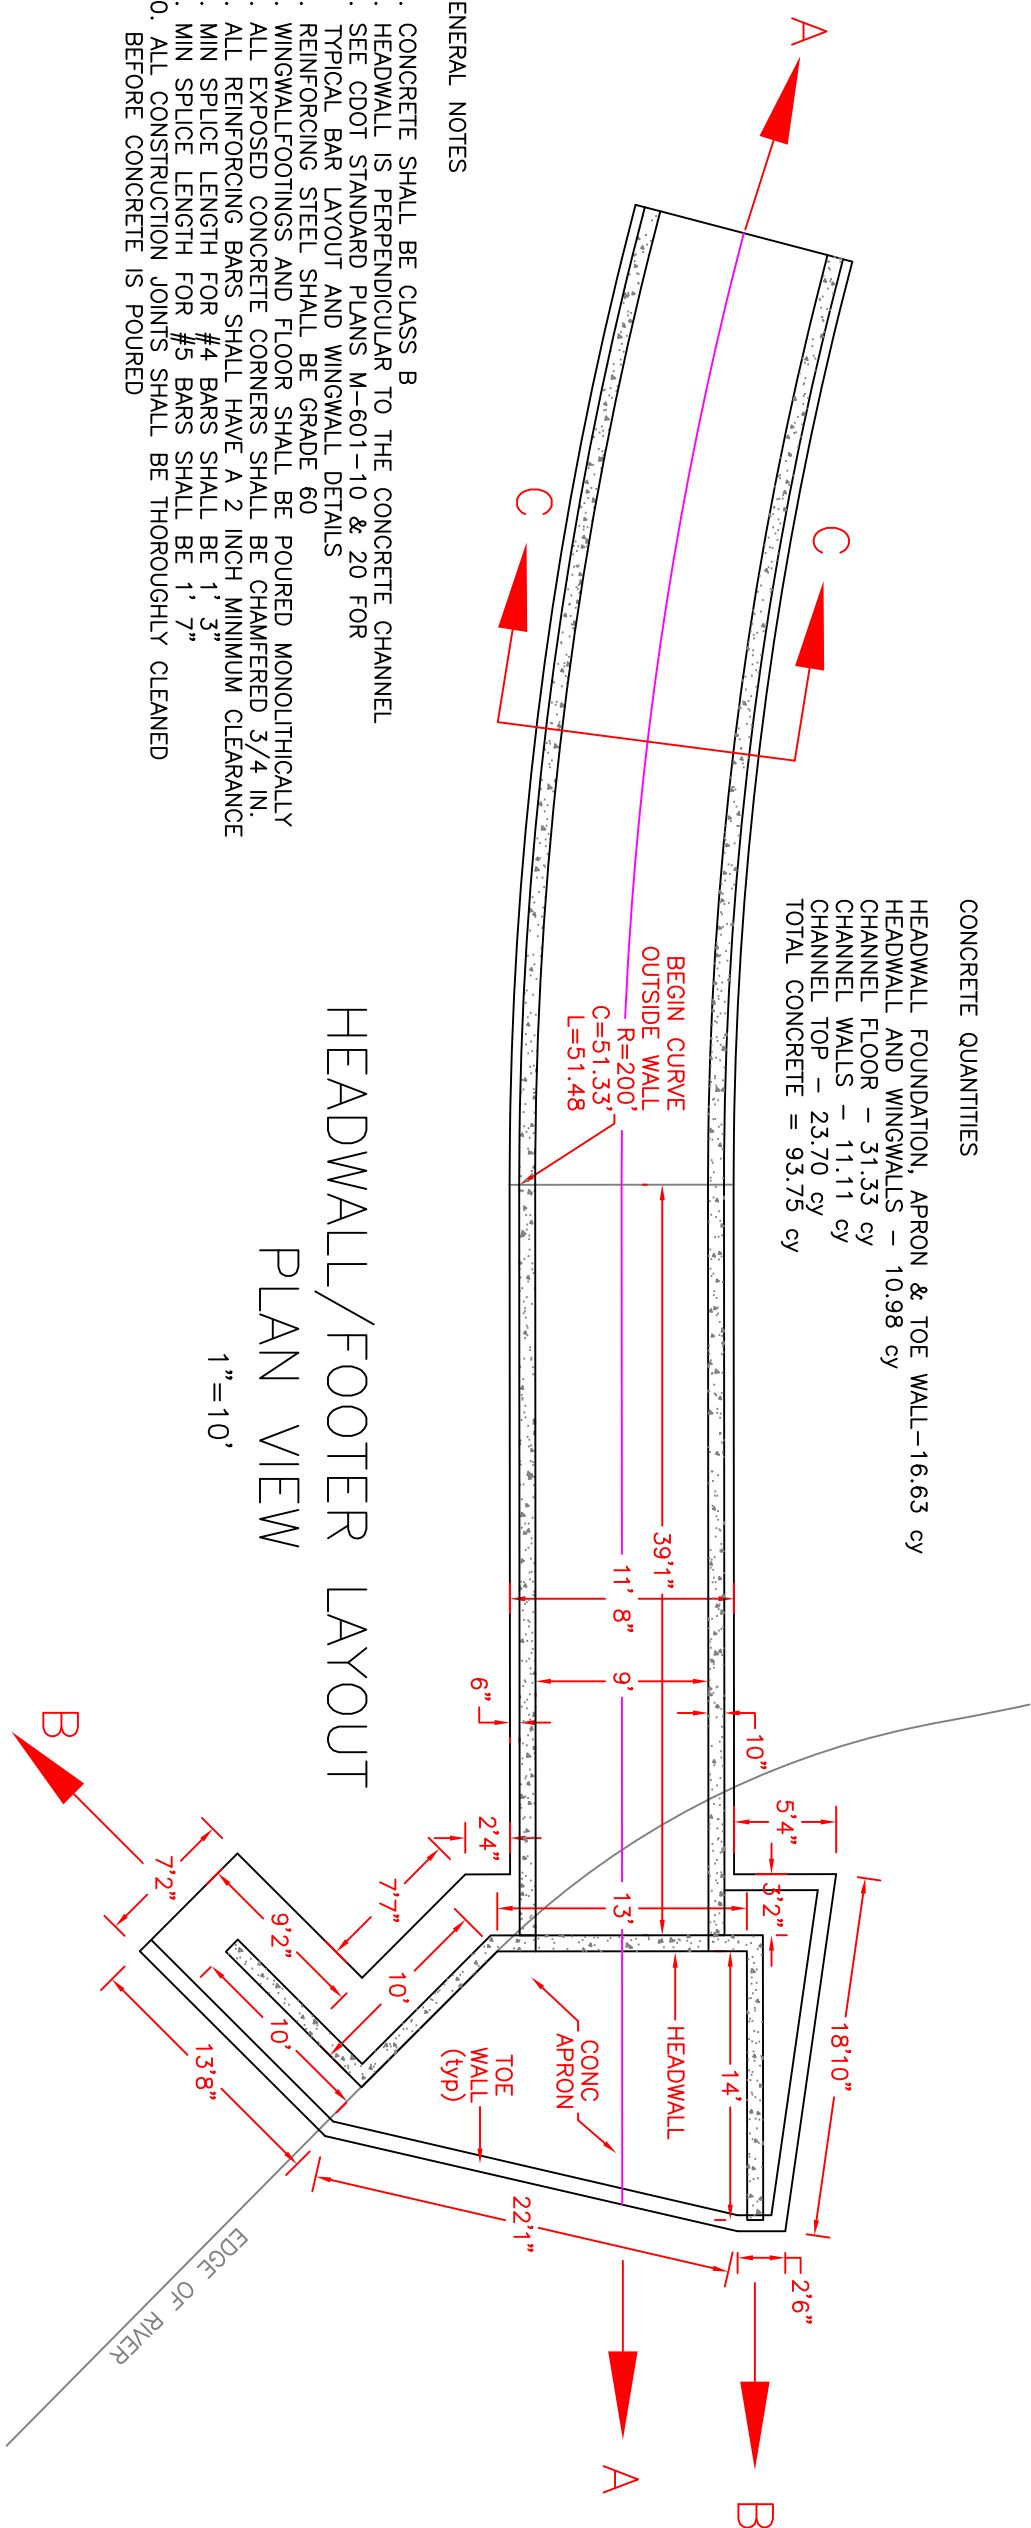 ENERAL NOTES
. CONCRETE SHALL BE CLASS B
. HEADWALL IS PERPENDICULAR TO THE CONCRETE CHANNEL
. SEE CDOT STANDARD PLANS M-601-10 & 20 FOR
TYPICAL BAR LAYOUT AND WINGWALL DETAILS
. REINFORCING STEEL SHALL BE GRADE 60
. WINGWALLFOOTINGS AND FLOOR SHALL BE POURED MONOLITHICALLY
. ALL EXPOSED CONCRETE CORNERS SHALL BE CHAMFERED 3/4 IN.
. ALL REINFORCING BARS SHALL HAVE A 2 INCH MINIMUM CLEARANCE
. MIN SPLICE LENGTH FOR #4 BARS SHALL BE 1' 3"
. MIN SPLICE LENGTH FOR #5 BARS SHALL BE 1' 7"
0. ALL CONSTRUCTION JOINTS SHALL BE THOROUGHLY CLEANED
BEFORE CONCRETE IS POURED
CONCRETE QUANTITIES
HEADWALL FOUNDATION, APRON & TOE WALL-16.63 cy
HEADWALL AND WINGWALLS - 10.98 cy
CHANNEL FLOOR - 31.33 cy
CHANNEL WALLS - 11.11 cy
CHANNEL TOP - 23.70 cy
TOTAL CONCRETE = 93.75 cy
A
C
C
BEGIN CURVE
OUTSIDE WALL
R=200'
C=51.33'
L=51.48
39'1"
11' 8"
9'
10"
6"
5'4"
3'2"
18'10"
2'4"
13'
14'
HEADWALL
CONC
APRON
TOE
WALL
(typ)
7'7"
10'
7'2"
9'2"
10'
13'8"
22'1"
2'6"
EDGE OF RIVER
B
A
B
HEADWALL/FOOTER LAYOUT
PLAN VIEW
1"=10'